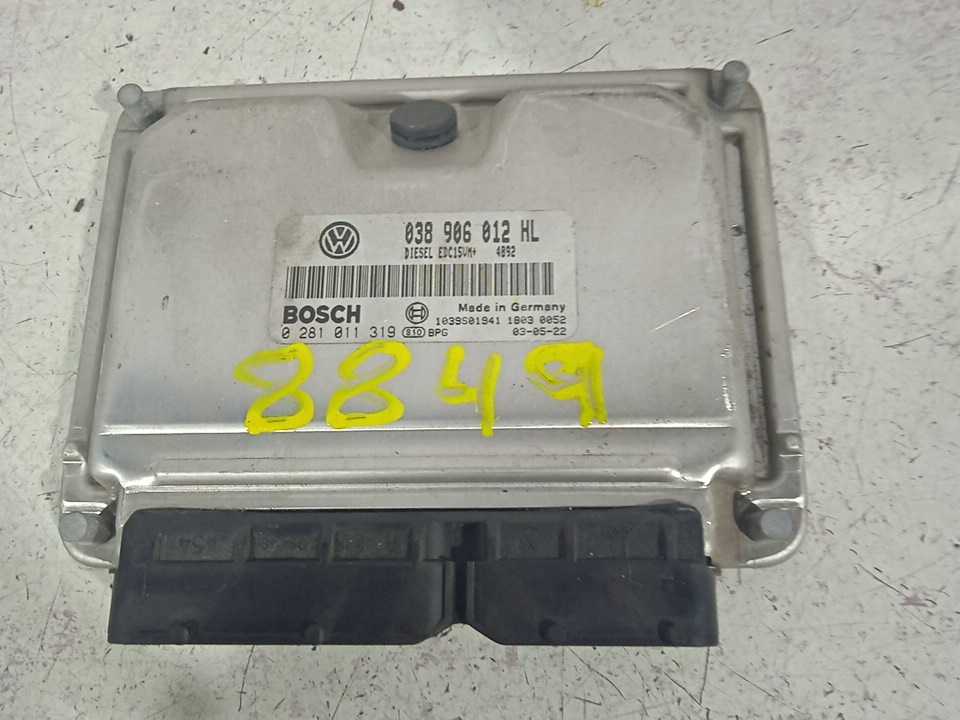 038 906 012 HL
DIESEL EDC15VM+ 4892
BOSCH
Made in Germany
0 281 011 319 810 BPG
1039S01941 1803 0052
03-05-22
8849